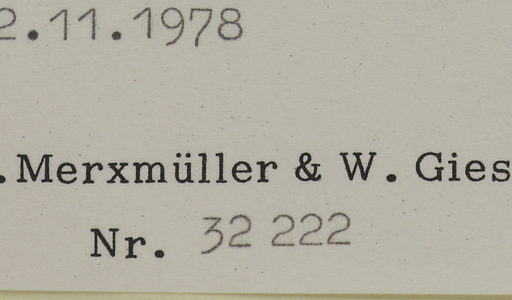 2.11.1978
.Merxmüller & W. Gies
Nr. 32 222